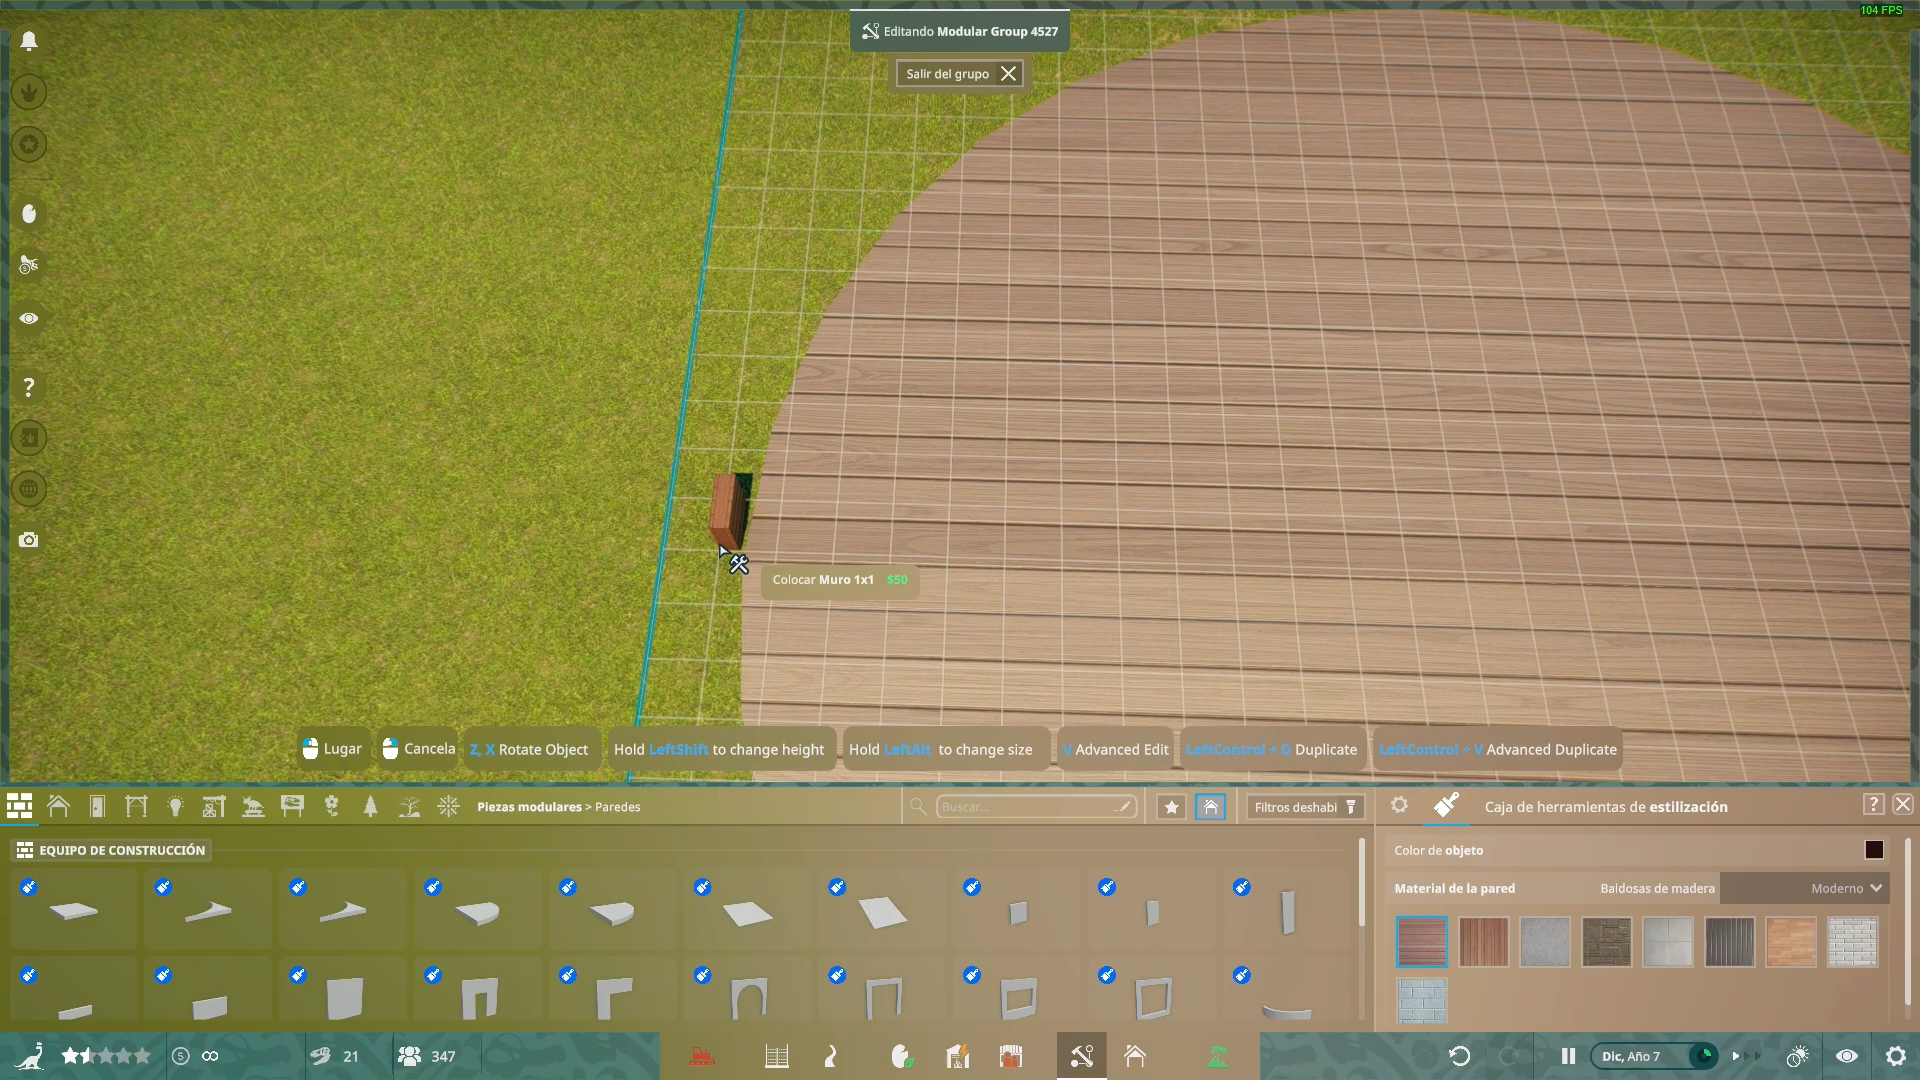 104 FPS
Editando Modular Group 4527
Salir del grupo
Colocar Muro 1x1 $50
Lugar
Cancela
Z, X Rotate Object
Hold LeftShift to change height
Hold LeftAlt to change size
V Advanced Edit
LeftControl + D Duplicate
LeftControl + V Advanced Duplicate
Piezas modulares > Paredes
Buscar...
Filtros deshabi
Caja de herramientas de estilización
?
EQUIPO DE CONSTRUCCIÓN
Color de objeto
Material de la pared
Baldosas de madera
Moderno
21
347
Dic, Año 7